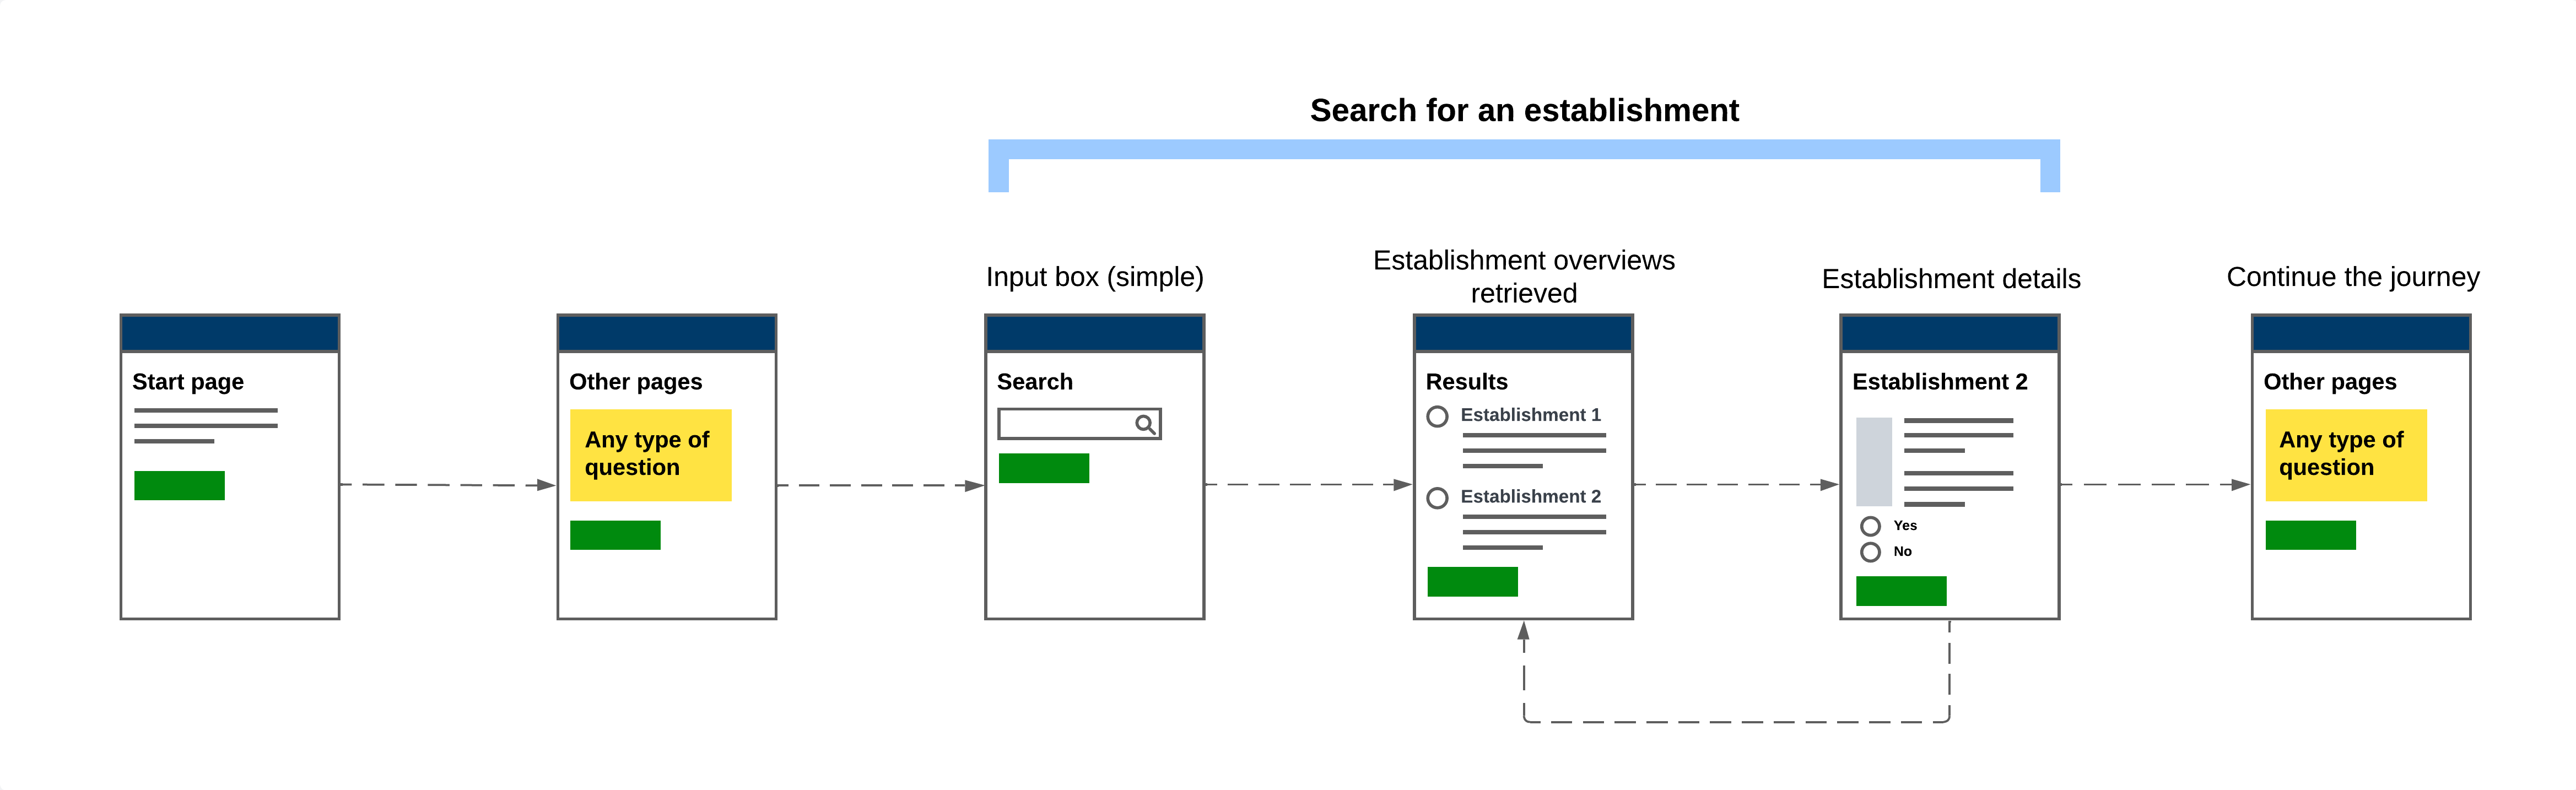 Search for an establishment
Input box (simple)
Establishment overviews
retrieved
Establishment details
Continue the journey
Start page
Other pages
Any type of
question
Search
Results
Establishment 1
Establishment 2
Establishment 2
Yes
No
Other pages
Any type of
question